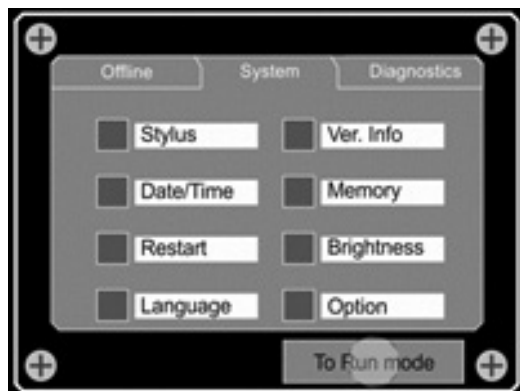 Offline System Diagnostics
Stylus Ver. Info
Date/Time Memory
Restart Brightness
Language Option
To Run mode